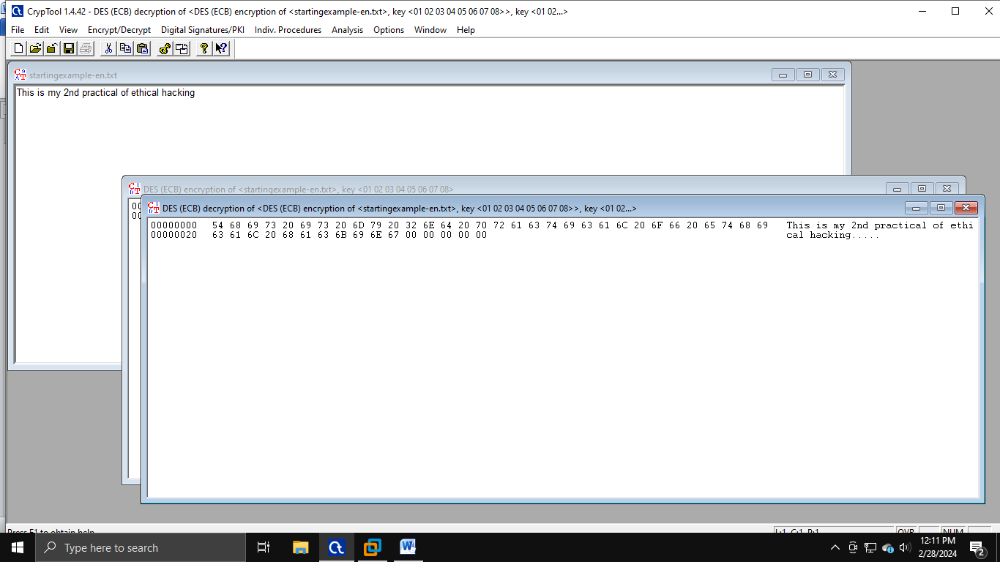 CrypTool 1.4.42 - DES (ECB) decryption of <DES (ECB) encryption of <startingexample-en.txt>, key <01 02 03 04 05 06 07 08>>, key <01 02...>
File Edit View Encrypt/Decrypt Digital Signatures/PKI Indiv. Procedures Analysis Options Window Help
startingexample-en.txt
This is my 2nd practical of ethical hacking
DES (ECB) encryption of <startingexample-en.txt>, key <01 02 03 04 05 06 07 08>
DES (ECB) decryption of <DES (ECB) encryption of <startingexample-en.txt>, key <01 02 03 04 05 06 07 08>>, key <01 02...>
00000000 54 68 69 73 20 69 73 20 6D 79 20 32 6E 64 20 70 72 61 63 74 69 63 61 6C 20 6F 66 20 65 74 68 69 This is my 2nd practical of ethi
00000020 63 61 6C 20 68 61 63 6B 69 6E 67 00 00 00 00 00 cal hacking.....
Press F1 to obtain help. L:1 C:1 P:1 OVR NUM
Type here to search
12:11 PM
2/28/2024
2